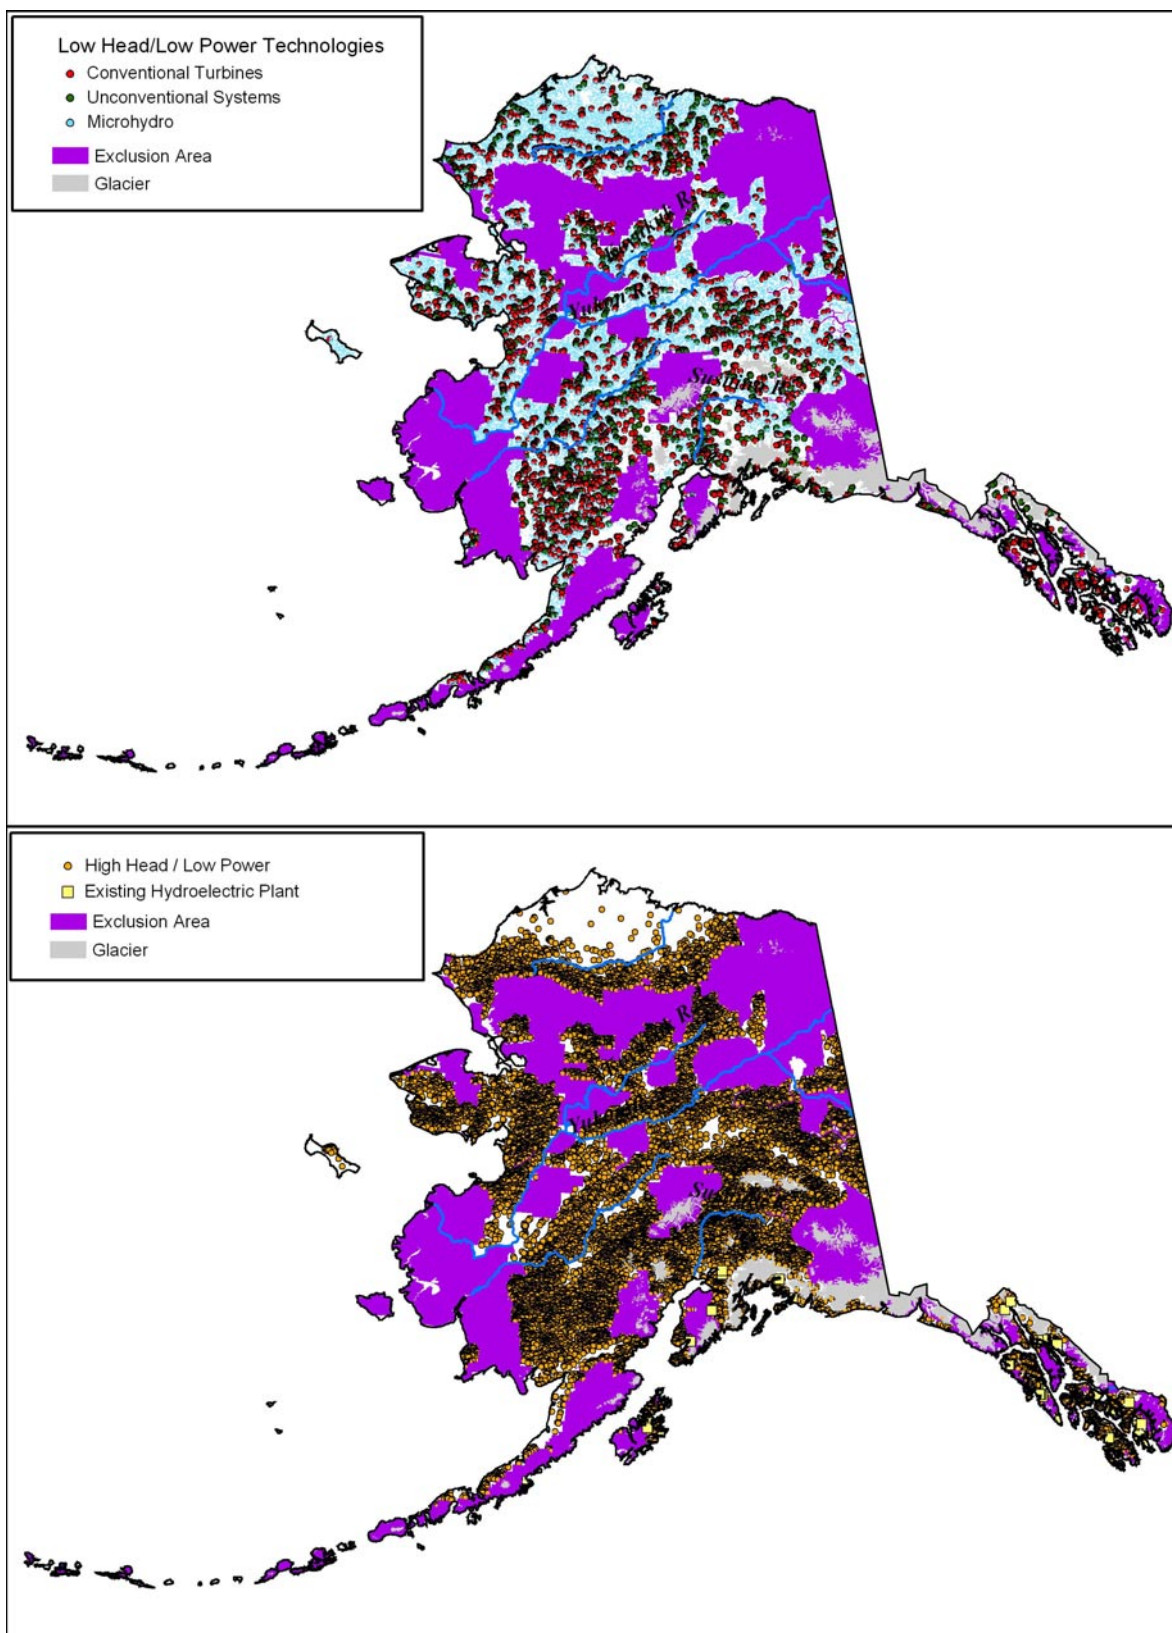 Low Head/Low Power Technologies
Conventional Turbines
Unconventional Systems
Microhydro
Exclusion Area
Glacier
Yukon R.
Susitna R.
High Head / Low Power
Existing Hydroelectric Plant
Exclusion Area
Glacier